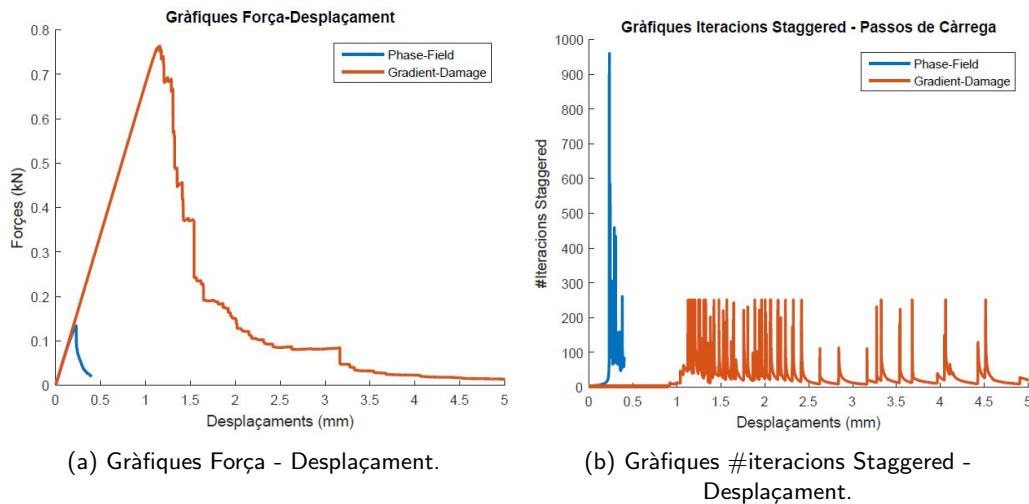 Gràfiques Força-Desplaçament
Phase-Field
Gradient-Damage
0.8
0.7
0.6
0.5
0.4
0.3
0.2
0.1
0
Forçes (kN)
0 0.5 1 1.5 2 2.5 3 3.5 4 4.5 5
Desplaçaments (mm)
(a) Gràfiques Força - Desplaçament.
Gràfiques Iteracions Staggered - Passos de Càrrega
Phase-Field
Gradient-Damage
1000
900
800
700
600
500
400
300
200
100
0
#Iteracions Staggered
0 0.5 1 1.5 2 2.5 3 3.5 4 4.5 5
Desplaçaments (mm)
(b) Gràfiques #iteracions Staggered -
Desplaçament.